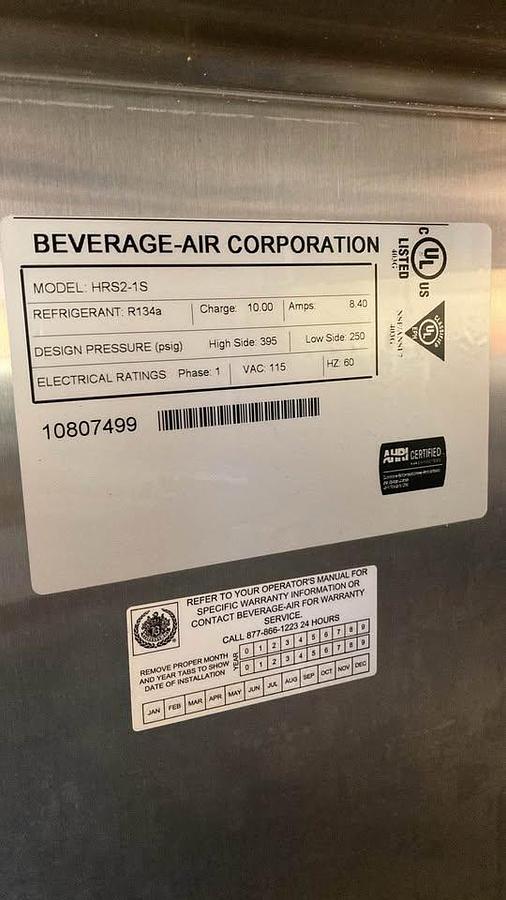 BEVERAGE-AIR CORPORATION
MODEL: HRS2-1S
REFRIGERANT: R134a Charge: 10.00 Amps: 8.40
DESIGN PRESSURE (psig) High Side: 395 Low Side: 250
ELECTRICAL RATINGS Phase: 1 VAC: 115 HZ: 60
10807499
C UL US
LISTED
CLASSIFIED
UL
EPH
AHRI CERTIFIED
REFER TO YOUR OPERATOR'S MANUAL FOR
SPECIFIC WARRANTY INFORMATION OR
CONTACT BEVERAGE-AIR FOR WARRANTY
SERVICE.
CALL 877-866-1223 24 HOURS
REMOVE PROPER MONTH
AND YEAR TABS TO SHOW
DATE OF INSTALLATION
YEAR
0 1 2 3 4 5 6 7 8 9
0 1 2 3 4 5 6 7 8 9
JAN FEB MAR APR MAY JUN JUL AUG SEP OCT NOV DEC